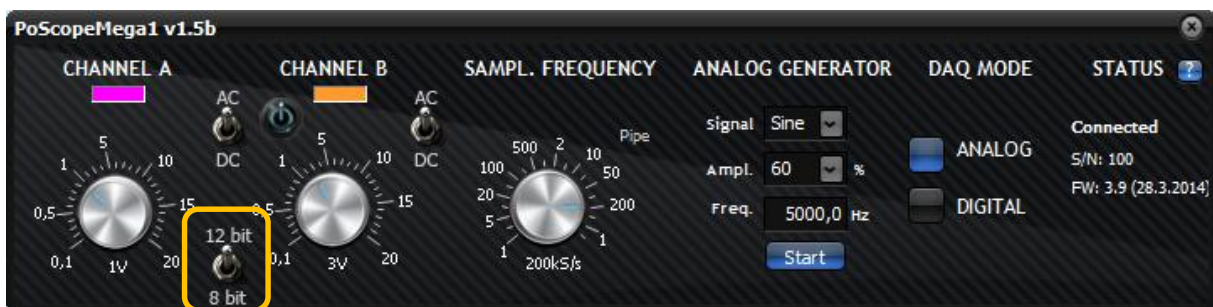 PoScopeMega1 v1.5b
CHANNEL A
AC
DC
0,1
0,5
1
5
10
15
20
1V
12 bit
8 bit
CHANNEL B
AC
DC
0,1
0,5
1
5
10
15
20
3V
SAMPL. FREQUENCY
Pipe
1
5
20
100
500
2
10
50
200
1
1
200kS/s
ANALOG GENERATOR
Signal Sine
Ampl. 60 %
Freq. 5000,0 Hz
Start
DAQ MODE
ANALOG
DIGITAL
STATUS ?
Connected
S/N: 100
FW: 3.9 (28.3.2014)